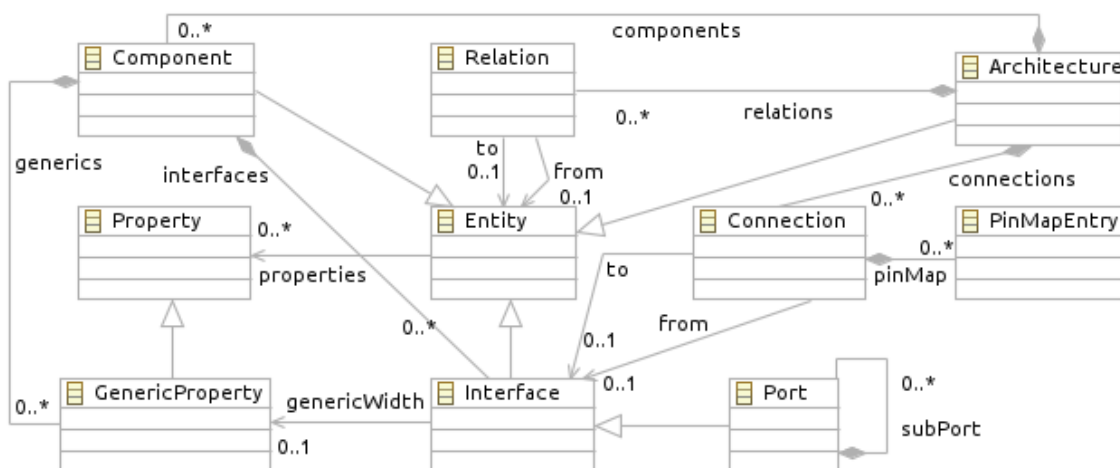 0..*
components
Component
Relation
Architecture
0..*
relations
generics
interfaces
to
0..1
from
0..1
connections
0..*
Property
0..*
Entity
Connection
PinMapEntry
properties
to
0..*
pinMap
0..*
from
0..1
0..1
GenericProperty
genericWidth
Interface
Port
0..*
0..*
0..1
subPort